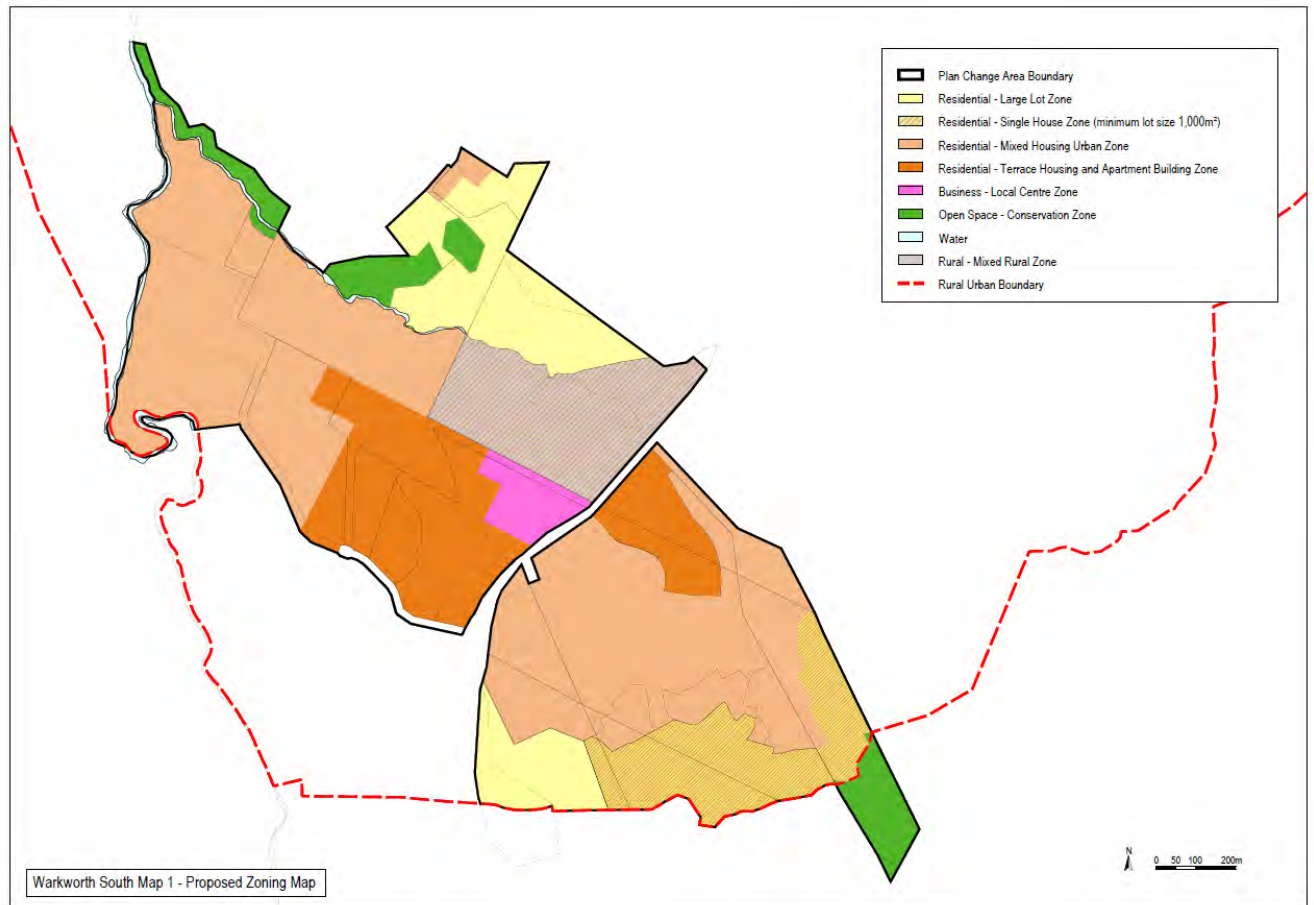 Plan Change Area Boundary
Residential - Large Lot Zone
Residential - Single House Zone (minimum lot size 1,000m²)
Residential - Mixed Housing Urban Zone
Residential - Terrace Housing and Apartment Building Zone
Business - Local Centre Zone
Open Space - Conservation Zone
Water
Rural - Mixed Rural Zone
Rural Urban Boundary
N
0 50 100 200m
Warkworth South Map 1 - Proposed Zoning Map